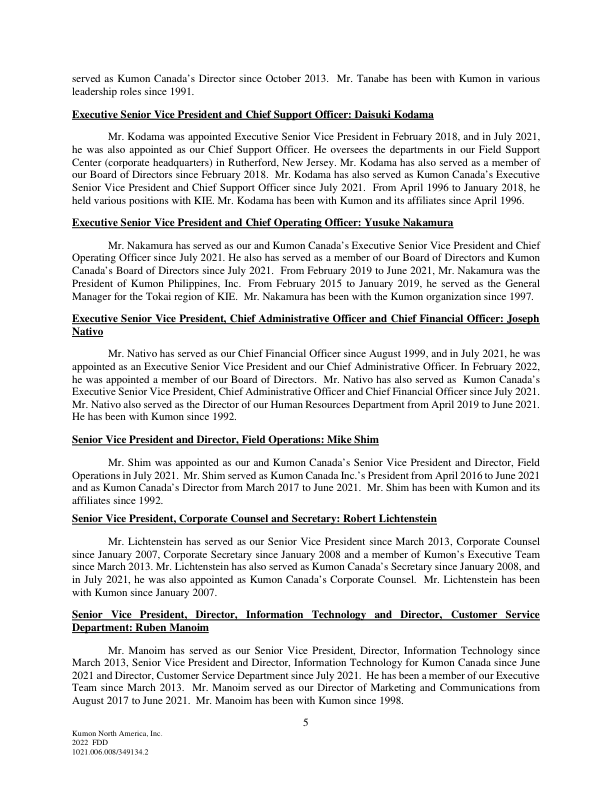 served as Kumon Canada's Director since October 2013. Mr. Tanabe has been with Kumon in various
leadership roles since 1991.
Executive Senior Vice President and Chief Support Officer: Daisuki Kodama
Mr. Kodama was appointed Executive Senior Vice President in February 2018, and in July 2021,
he was also appointed as our Chief Support Officer. He oversees the departments in our Field Support
Center (corporate headquarters) in Rutherford, New Jersey. Mr. Kodama has also served as a member of
our Board of Directors since February 2018. Mr. Kodama has also served as Kumon Canada's Executive
Senior Vice President and Chief Support Officer since July 2021. From April 1996 to January 2018, he
held various positions with KIE. Mr. Kodama has been with Kumon and its affiliates since April 1996.
Executive Senior Vice President and Chief Operating Officer: Yusuke Nakamura
Mr. Nakamura has served as our and Kumon Canada's Executive Senior Vice President and Chief
Operating Officer since July 2021. He also has served as a member of our Board of Directors and Kumon
Canada's Board of Directors since July 2021. From February 2019 to June 2021, Mr. Nakamura was the
President of Kumon Philippines, Inc. From February 2015 to January 2019, he served as the General
Manager for the Tokai region of KIE. Mr. Nakamura has been with the Kumon organization since 1997.
Executive Senior Vice President, Chief Administrative Officer and Chief Financial Officer: Joseph
Nativo
Mr. Nativo has served as our Chief Financial Officer since August 1999, and in July 2021, he was
appointed as an Executive Senior Vice President and our Chief Administrative Officer. In February 2022,
he was appointed a member of our Board of Directors. Mr. Nativo has also served as Kumon Canada's
Executive Senior Vice President, Chief Administrative Officer and Chief Financial Officer since July 2021.
Mr. Nativo also served as the Director of our Human Resources Department from April 2019 to June 2021.
He has been with Kumon since 1992.
Senior Vice President and Director, Field Operations: Mike Shim
Mr. Shim was appointed as our and Kumon Canada's Senior Vice President and Director, Field
Operations in July 2021. Mr. Shim served as Kumon Canada Inc.'s President from April 2016 to June 2021
and as Kumon Canada's Director from March 2017 to June 2021. Mr. Shim has been with Kumon and its
affiliates since 1992.
Senior Vice President, Corporate Counsel and Secretary: Robert Lichtenstein
Mr. Lichtenstein has served as our Senior Vice President since March 2013, Corporate Counsel
since January 2007, Corporate Secretary since January 2008 and a member of Kumon's Executive Team
since March 2013. Mr. Lichtenstein has also served as Kumon Canada's Secretary since January 2008, and
in July 2021, he was also appointed as Kumon Canada's Corporate Counsel. Mr. Lichtenstein has been
with Kumon since January 2007.
Senior Vice President, Director, Information Technology and Director, Customer Service
Department: Ruben Manoim
Mr. Manoim has served as our Senior Vice President, Director, Information Technology since
March 2013, Senior Vice President and Director, Information Technology for Kumon Canada since June
2021 and Director, Customer Service Department since July 2021. He has been a member of our Executive
Team since March 2013. Mr. Manoim served as our Director of Marketing and Communications from
August 2017 to June 2021. Mr. Manoim has been with Kumon since 1998.
5
Kumon North America, Inc.
2022 FDD
1021.006.008/349134.2